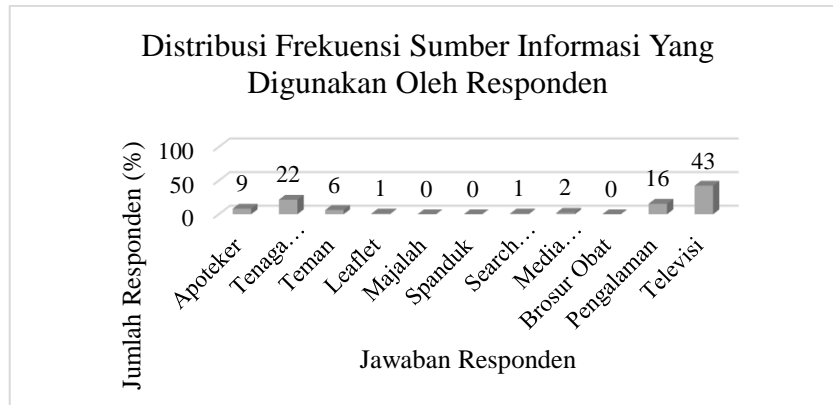 Distribusi Frekuensi Sumber Informasi Yang
Digunakan Oleh Responden
Jumlah Responden (%)
100
50
0
9
22
6
1
0
0
1
2
0
16
43
Apoteker
Tenaga…
Teman
Leaflet
Majalah
Spanduk
Search…
Media…
Brosur Obat
Pengalaman
Televisi
Jawaban Responden